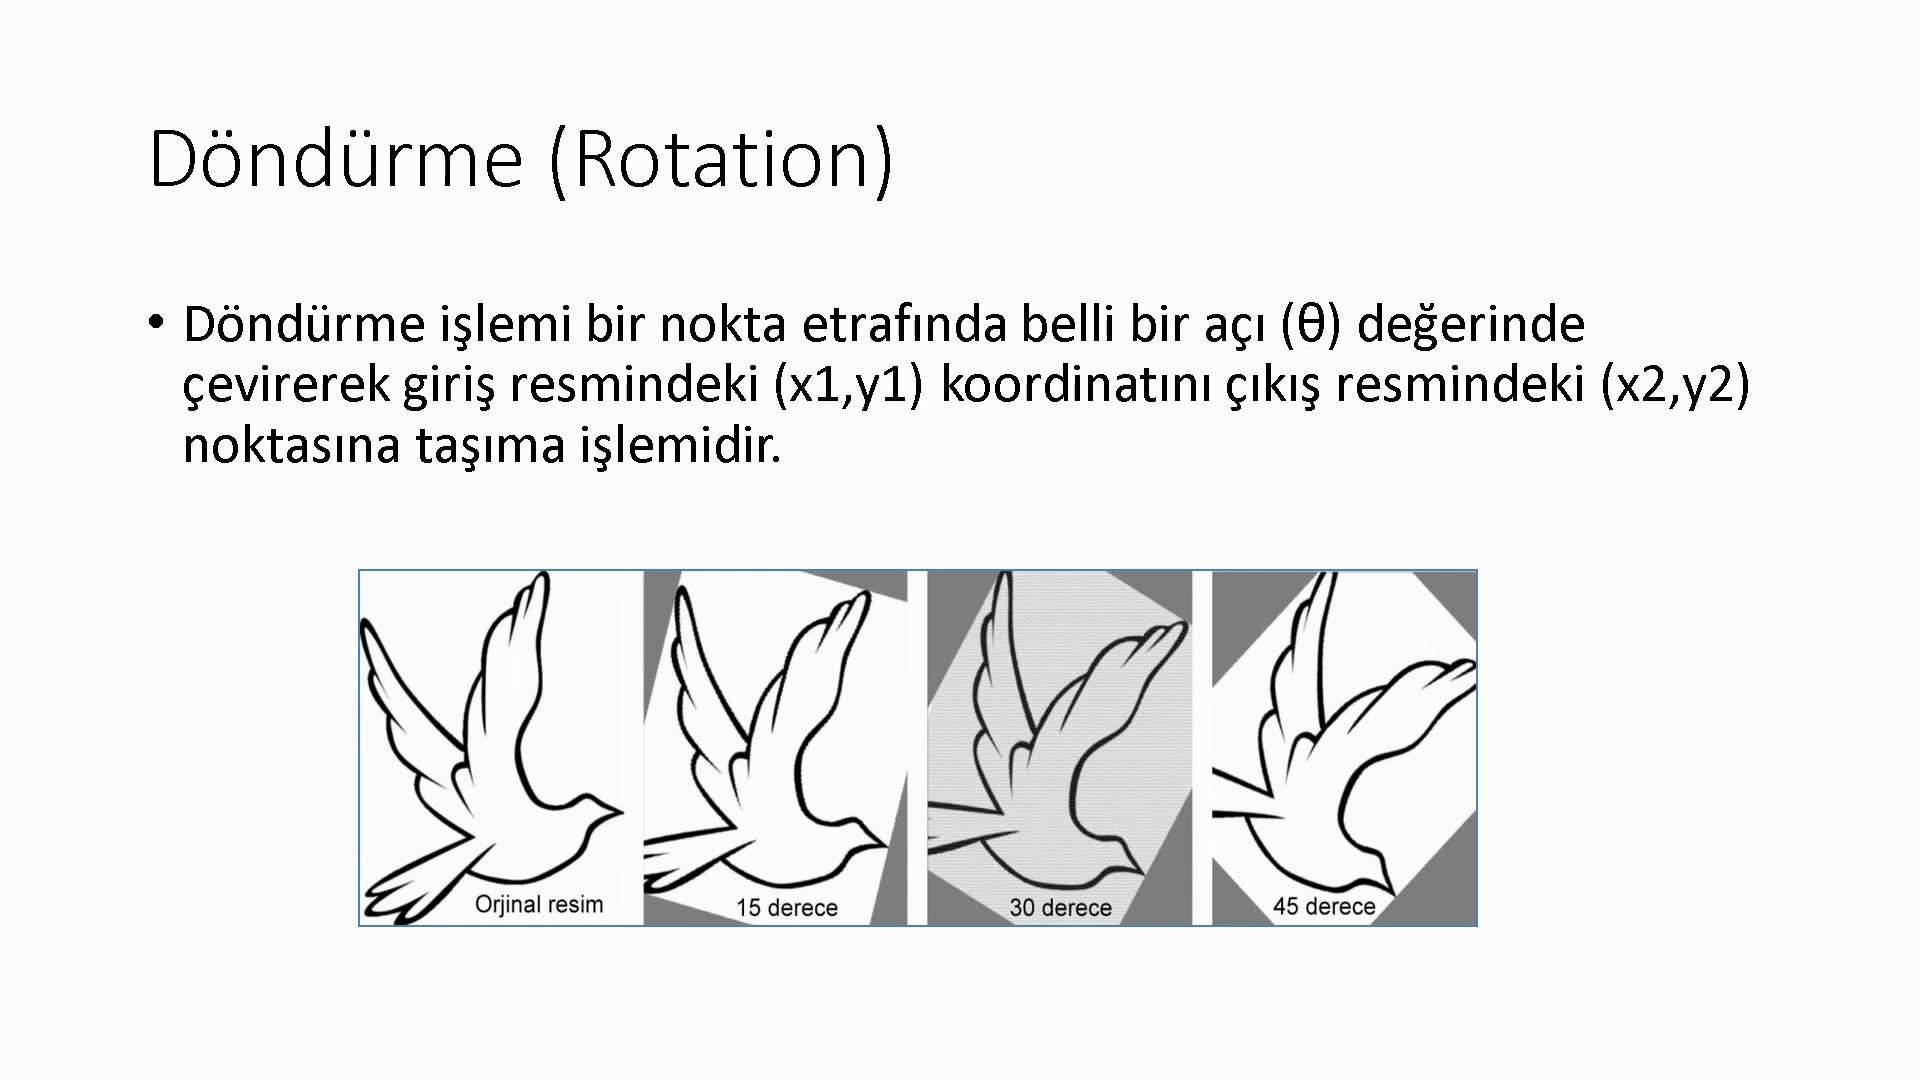 Döndürme (Rotation)
• Döndürme işlemi bir nokta etrafında belli bir açı (θ) değerinde
çevirerek giriş resmindeki (x1,y1) koordinatını çıkış resmindeki (x2,y2)
noktasına taşıma işlemidir.
Orjinal resim
15 derece
30 derece
45 derece